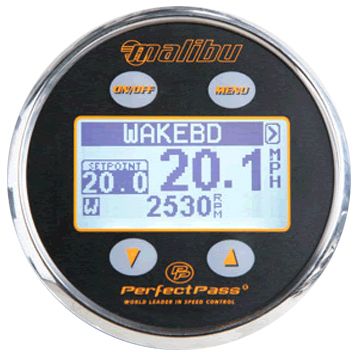 malibu
ON/OFF MENU
WAKEBD >
SETPOINT
20.0 20.1 MPH
W 2530 RPM
PP
PerfectPass
WORLD LEADER IN SPEED CONTROL